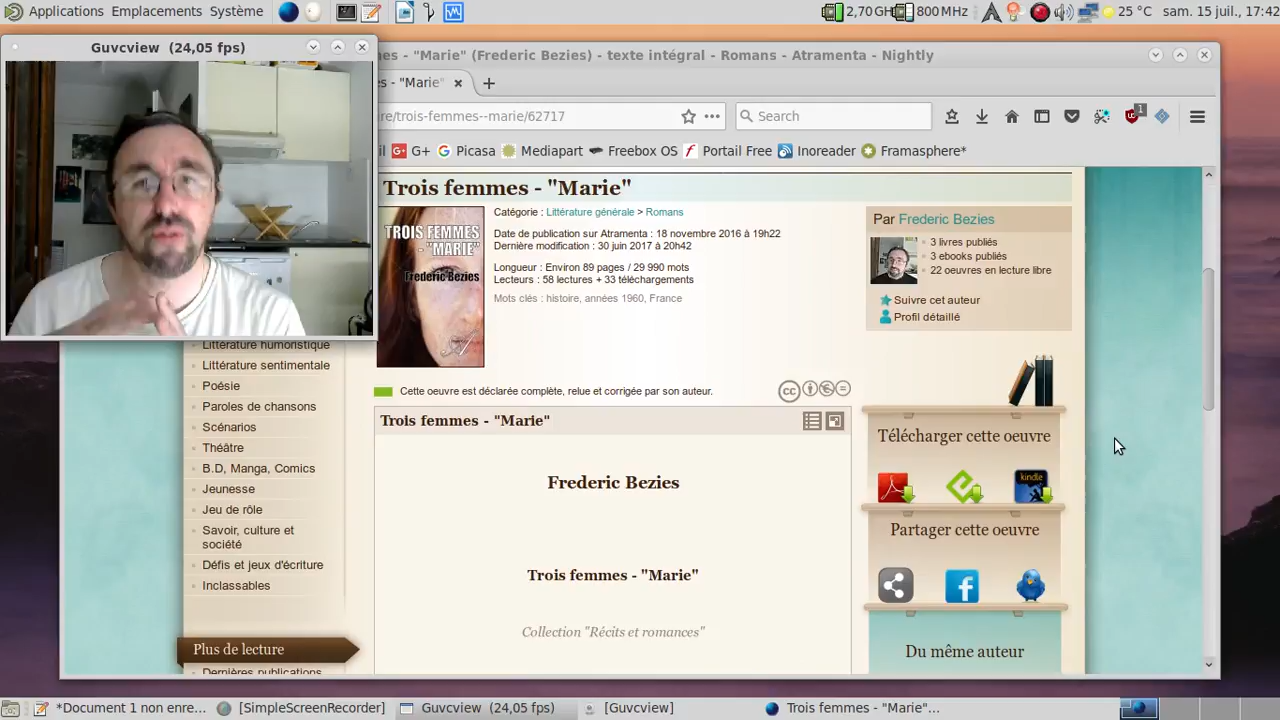 Applications Emplacements Système
2,70 GH
800 MHz
25 °C
sam. 15 juil., 17:42
Guvcview (24,05 fps)
mes - "Marie" (Frederic Bezies) - texte intégral - Romans - Atramenta - Nightly
es - "Marie"
re/trois-femmes--marie/62717
Search
1
il G+ Picasa Mediapart Freebox OS Portail Free Inoreader Framasphere*
Trois femmes - "Marie"
TROIS FEMMES
- "MARIE"
Frederic Bezies
Catégorie : Littérature générale > Romans
Date de publication sur Atramenta : 18 novembre 2016 à 19h22
Dernière modification : 30 juin 2017 à 20h42
Longueur : Environ 89 pages / 29 990 mots
Lecteurs : 58 lectures + 33 téléchargements
Mots clés : histoire, années 1960, France
Par Frederic Bezies
3 livres publiés
3 ebooks publiés
22 oeuvres en lecture libre
Suivre cet auteur
Profil détaillé
Cette oeuvre est déclarée complète, relue et corrigée par son auteur.
cc
Littérature humoristique
Littérature sentimentale
Poésie
Paroles de chansons
Scénarios
Théâtre
B.D, Manga, Comics
Jeunesse
Jeu de rôle
Savoir, culture et
société
Défis et jeux d'écriture
Inclassables
Plus de lecture
Dernières publications
Trois femmes - "Marie"
Frederic Bezies
Trois femmes - "Marie"
Collection "Récits et romances"
Télécharger cette oeuvre
kindle
Partager cette oeuvre
Du même auteur
*Document 1 non enre...
[SimpleScreenRecorder]
Guvcview (24,05 fps)
[Guvcview]
Trois femmes - "Marie"...